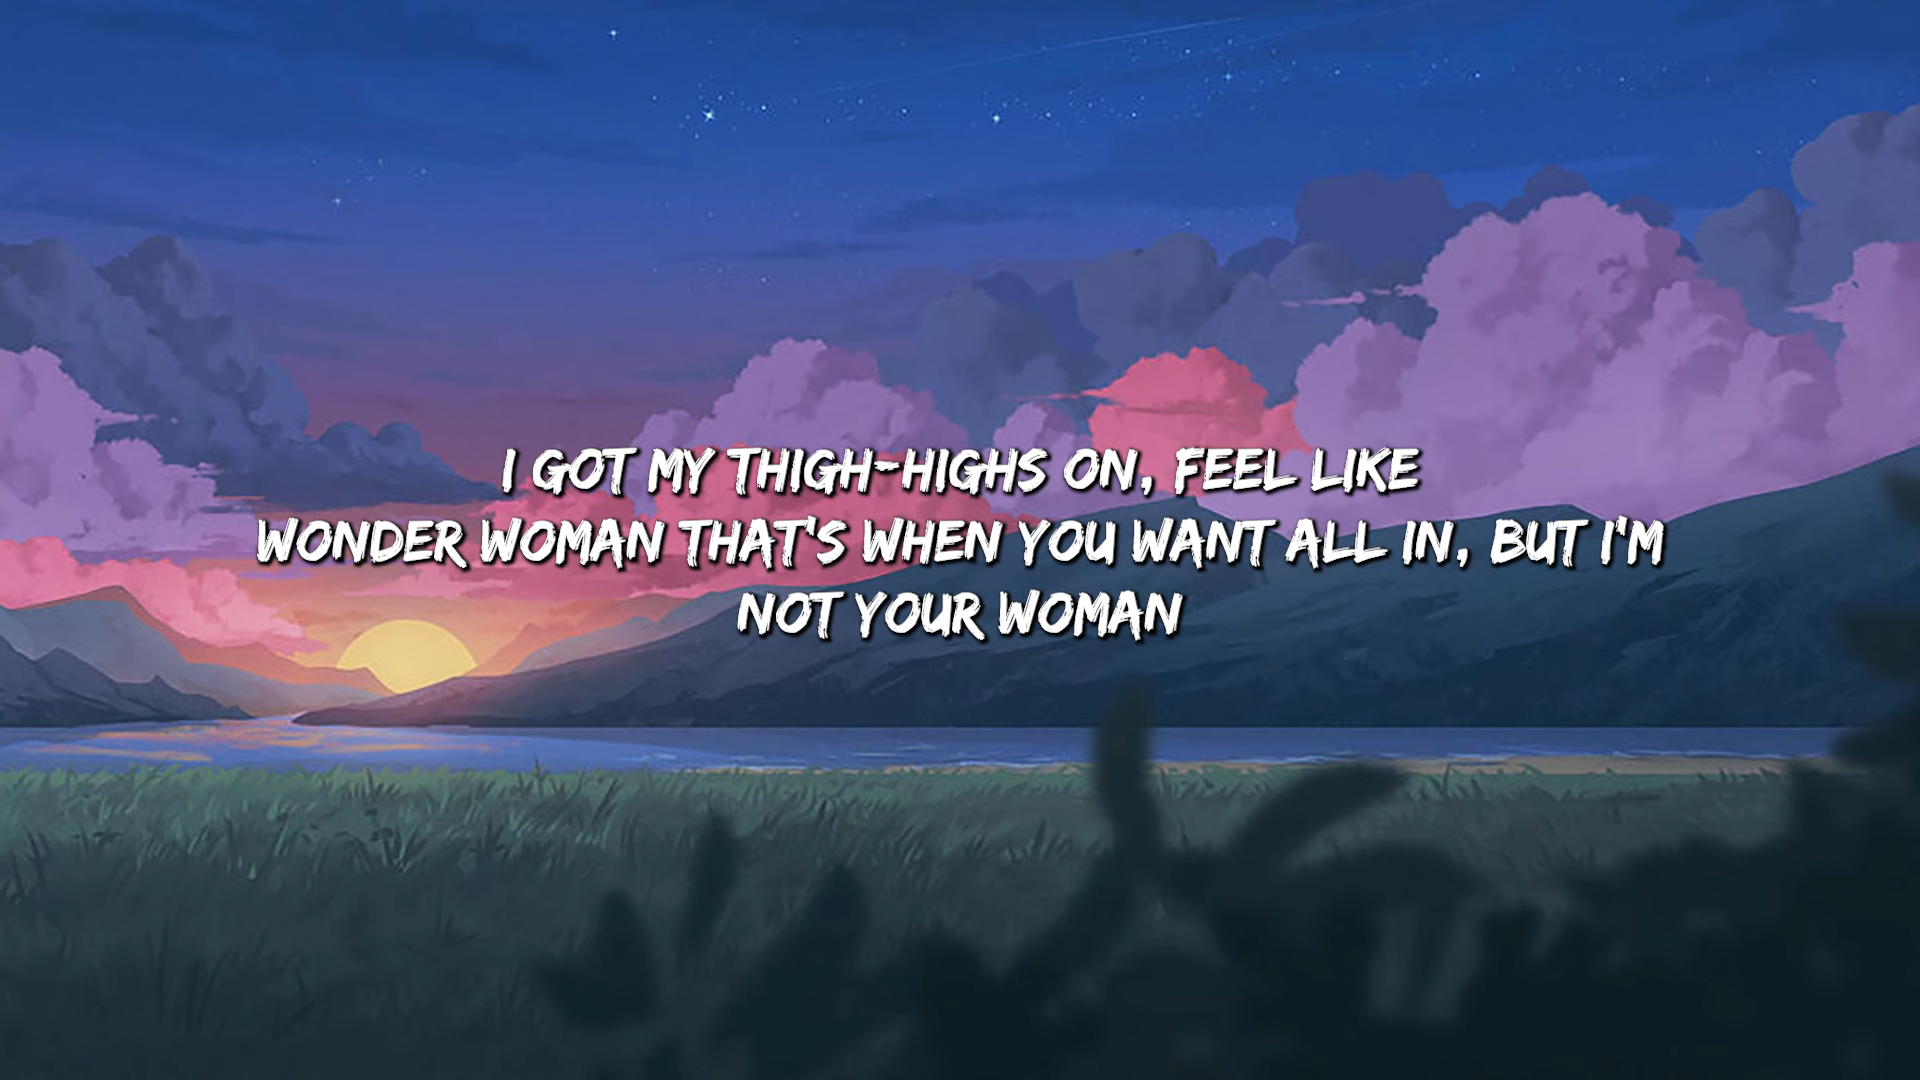 I GOT MY THIGH-HIGHS ON, FEEL LIKE
WONDER WOMAN THAT'S WHEN YOU WANT ALL IN, BUT I'M
NOT YOUR WOMAN